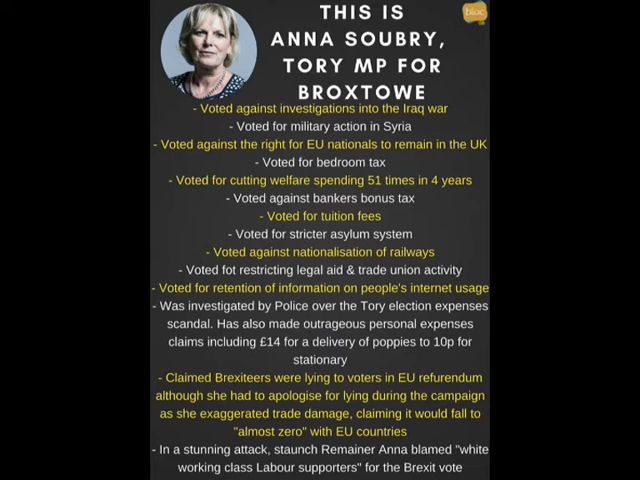 THIS IS
bloc
ANNA SOUBRY,
TORY MP FOR
BROXTOWE
- Voted against investigations into the Iraq war
- Voted for military action in Syria
- Voted against the right for EU nationals to remain in the UK
- Voted for bedroom tax
- Voted for cutting welfare spending 51 times in 4 years
- Voted against bankers bonus tax
- Voted for tuition fees
- Voted for stricter asylum system
- Voted against nationalisation of railways
- Voted fot restricting legal aid & trade union activity
- Voted for retention of information on people's internet usage
- Was investigated by Police over the Tory election expenses
scandal. Has also made outrageous personal expenses
claims including £14 for a delivery of poppies to 10p for
stationary
- Claimed Brexiteers were lying to voters in EU refurendum
although she had to apologise for lying during the campaign
as she exaggerated trade damage, claiming it would fall to
"almost zero" with EU countries
- In a stunning attack, staunch Remainer Anna blamed "white
working class Labour supporters" for the Brexit vote